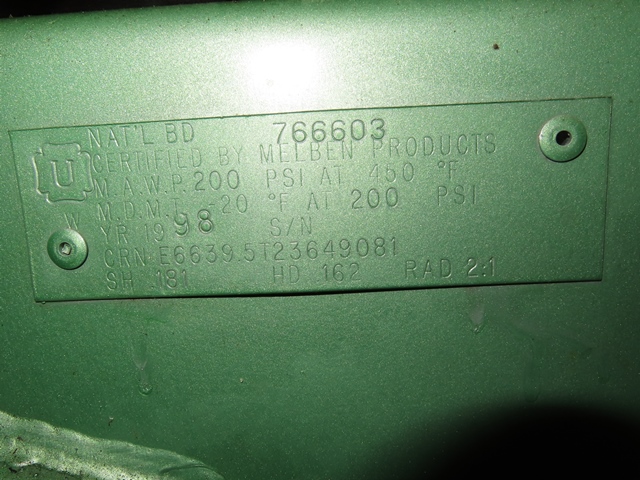 NAT'L BD 766603
U CERTIFIED BY MELBEN PRODUCTS
M.A.W.P. 200 PSI AT 450 °F
M.D.M.T. -20 °F AT 200 PSI
W YR 1998 S/N
CRN E6639.5T23649081
SH .181 HD .162 RAD 2:1